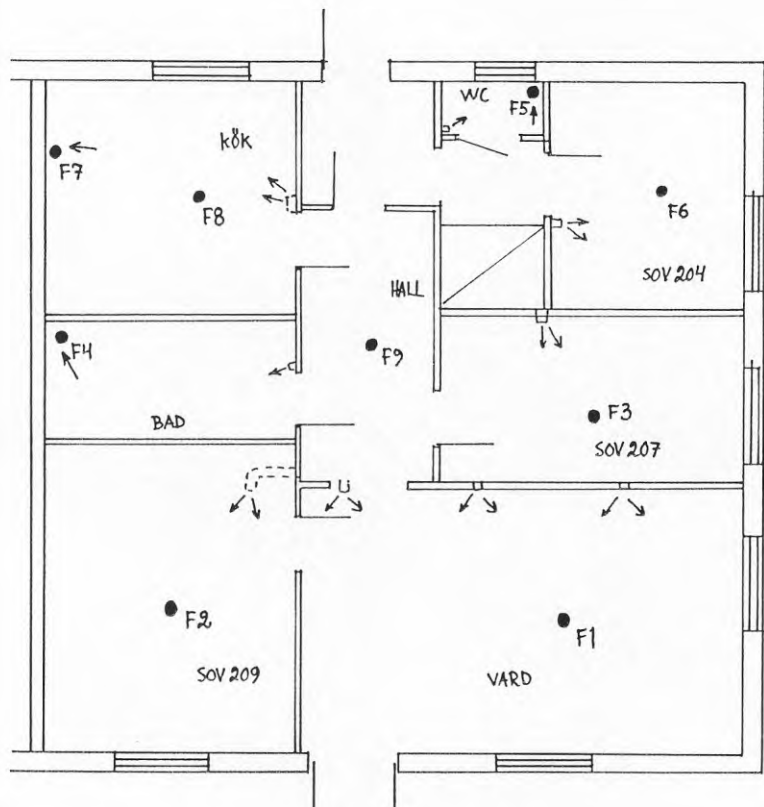 WC
F5
KÖK
F7
F8
F6
SOV 204
HALL
F4
F9
BAD
F3
SOV 207
F2
F1
SOV 209
VARD